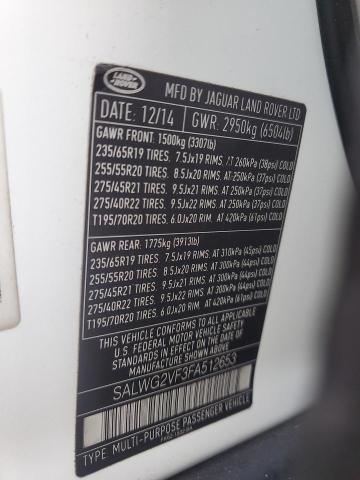 LAND
ROVER
MFD BY JAGUAR LAND ROVER LTD
DATE: 12/14 GWR: 2950kg (6504lb)
GAWR FRONT: 1500kg (3307lb)
235/65R19 TIRES. 7.5Jx19 RIMS, AT 260kPa (38psi) COLD
255/55R20 TIRES. 8.5Jx20 RIMS, AT 250kPa (37psi) COLD
275/45R21 TIRES. 9.5Jx21 RIMS, AT 250kPa (37psi) COLD
275/40R22 TIRES. 9.5Jx22 RIMS, AT 250kPa (37psi) COLD
T195/70R20 TIRES. 6.0Jx20 RIMS, AT 420kPa (61psi) COLD
GAWR REAR: 1775kg (3913lb)
235/65R19 TIRES. 7.5Jx19 RIMS, AT 310kPa (45psi) COLD
255/55R20 TIRES. 8.5Jx20 RIMS, AT 300kPa (44psi) COLD
275/45R21 TIRES. 9.5Jx21 RIMS, AT 300kPa (44psi) COLD
275/40R22 TIRES. 9.5Jx22 RIMS, AT 300kPa (44psi) COLD
T195/70R20 TIRES. 6.0Jx20 RIMS, AT 420kPa (61psi) COLD
THIS VEHICLE CONFORMS TO ALL APPLICABLE
U.S. FEDERAL MOTOR VEHICLE SAFETY
STANDARDS IN EFFECT ON THE DATE OF
MANUFACTURE SHOWN ABOVE.
SALWG2VF3FA512653
TYPE: MULTI-PURPOSE PASSENGER VEHICLE